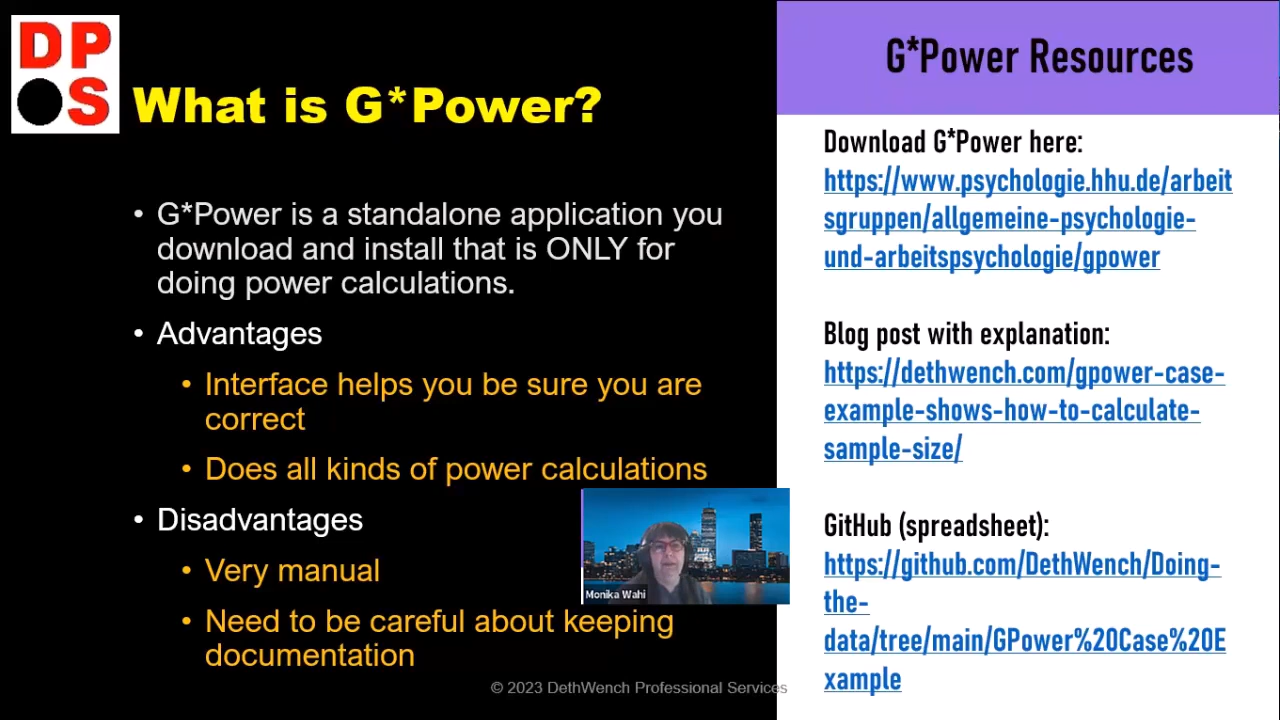 DP
S
What is G*Power?
• G*Power is a standalone application you
download and install that is ONLY for
doing power calculations.
• Advantages
• Interface helps you be sure you are
correct
• Does all kinds of power calculations
• Disadvantages
• Very manual
• Need to be careful about keeping
documentation
Monika Wahi
© 2023 DethWench Professional Services
G*Power Resources
Download G*Power here:
https://www.psychologie.hhu.de/arbeit
sgruppen/allgemeine-psychologie-
und-arbeitspsychologie/gpower
Blog post with explanation:
https://dethwench.com/gpower-case-
example-shows-how-to-calculate-
sample-size/
GitHub (spreadsheet):
https://github.com/DethWench/Doing-
the-
data/tree/main/GPower%20Case%20E
xample